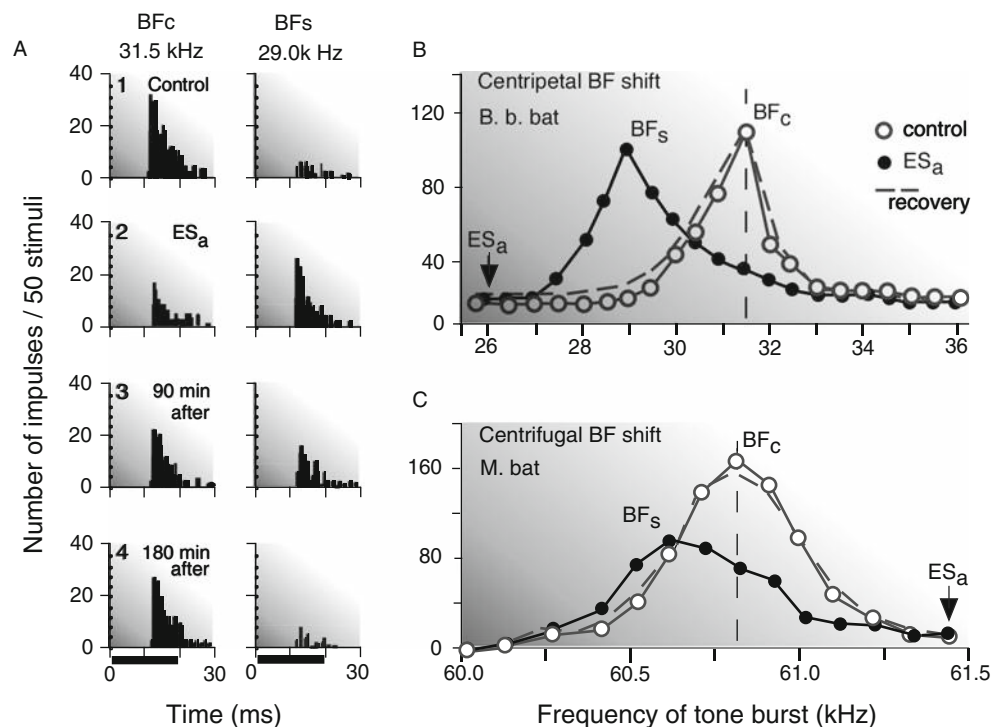 A
BFc
31.5 kHz
BFs
29.0k Hz
40
20
0
1 Control
40
20
0
2 ESa
40
20
0
3 90 min
after
40
20
0
4 180 min
after
0 30
0 30
Number of impulses / 50 stimuli
Time (ms)
B
120
80
40
0
Centripetal BF shift
B. b. bat
BFs
BFc
ESa
control
ESa
recovery
26 28 30 32 34 36
C
160
80
0
Centrifugal BF shift
M. bat
BFs
BFc
ESa
60.0 60.5 61.0 61.5
Frequency of tone burst (kHz)